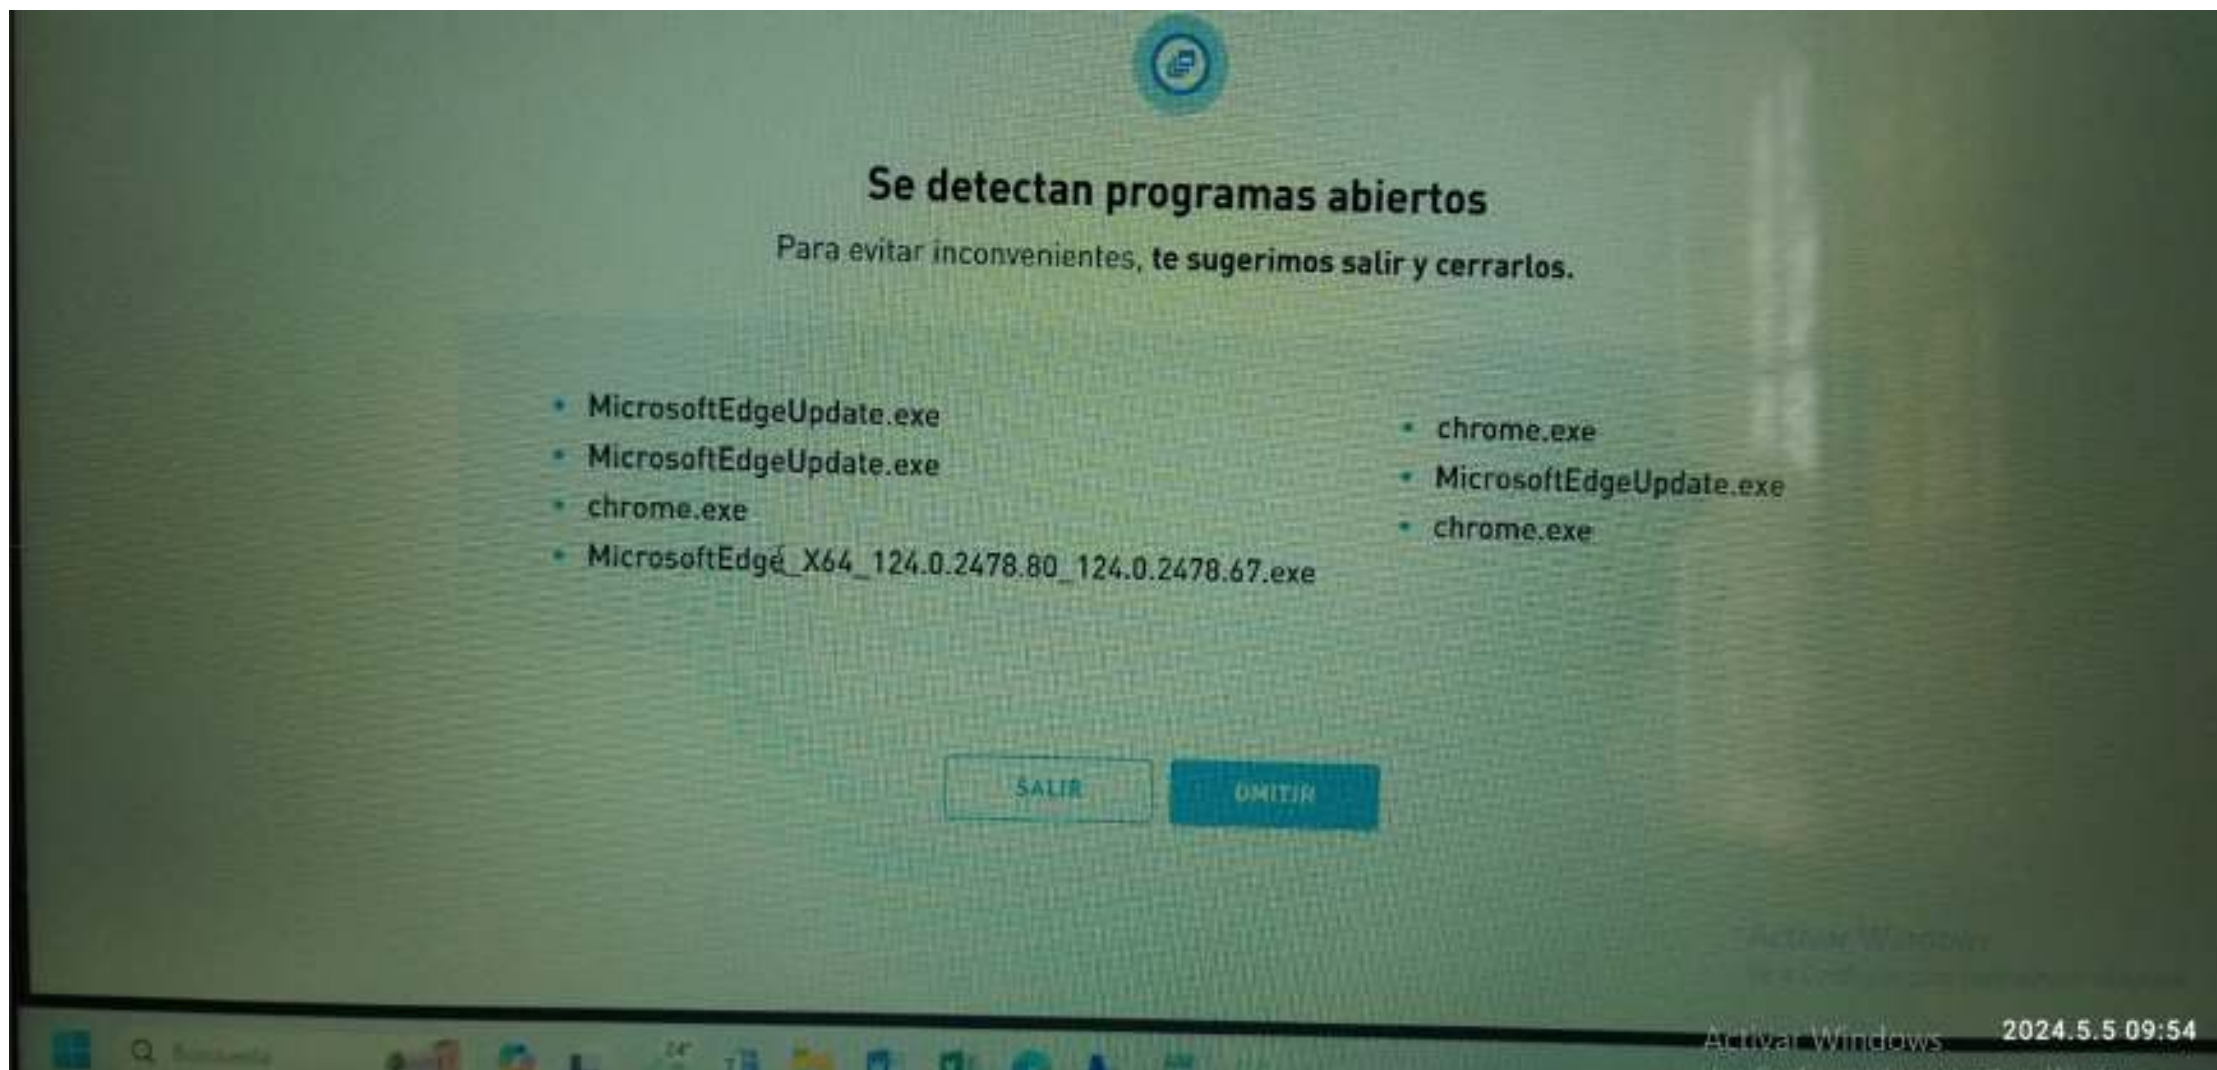 Se detectan programas abiertos
Para evitar inconvenientes, te sugerimos salir y cerrarlos.
MicrosoftEdgeUpdate.exe
MicrosoftEdgeUpdate.exe
chrome.exe
MicrosoftEdge_X64_124.0.2478.80_124.0.2478.67.exe
chrome.exe
MicrosoftEdgeUpdate.exe
chrome.exe
SALIR
OMITIR
Activar Windows
Activar Windows
2024.5.5 09:54